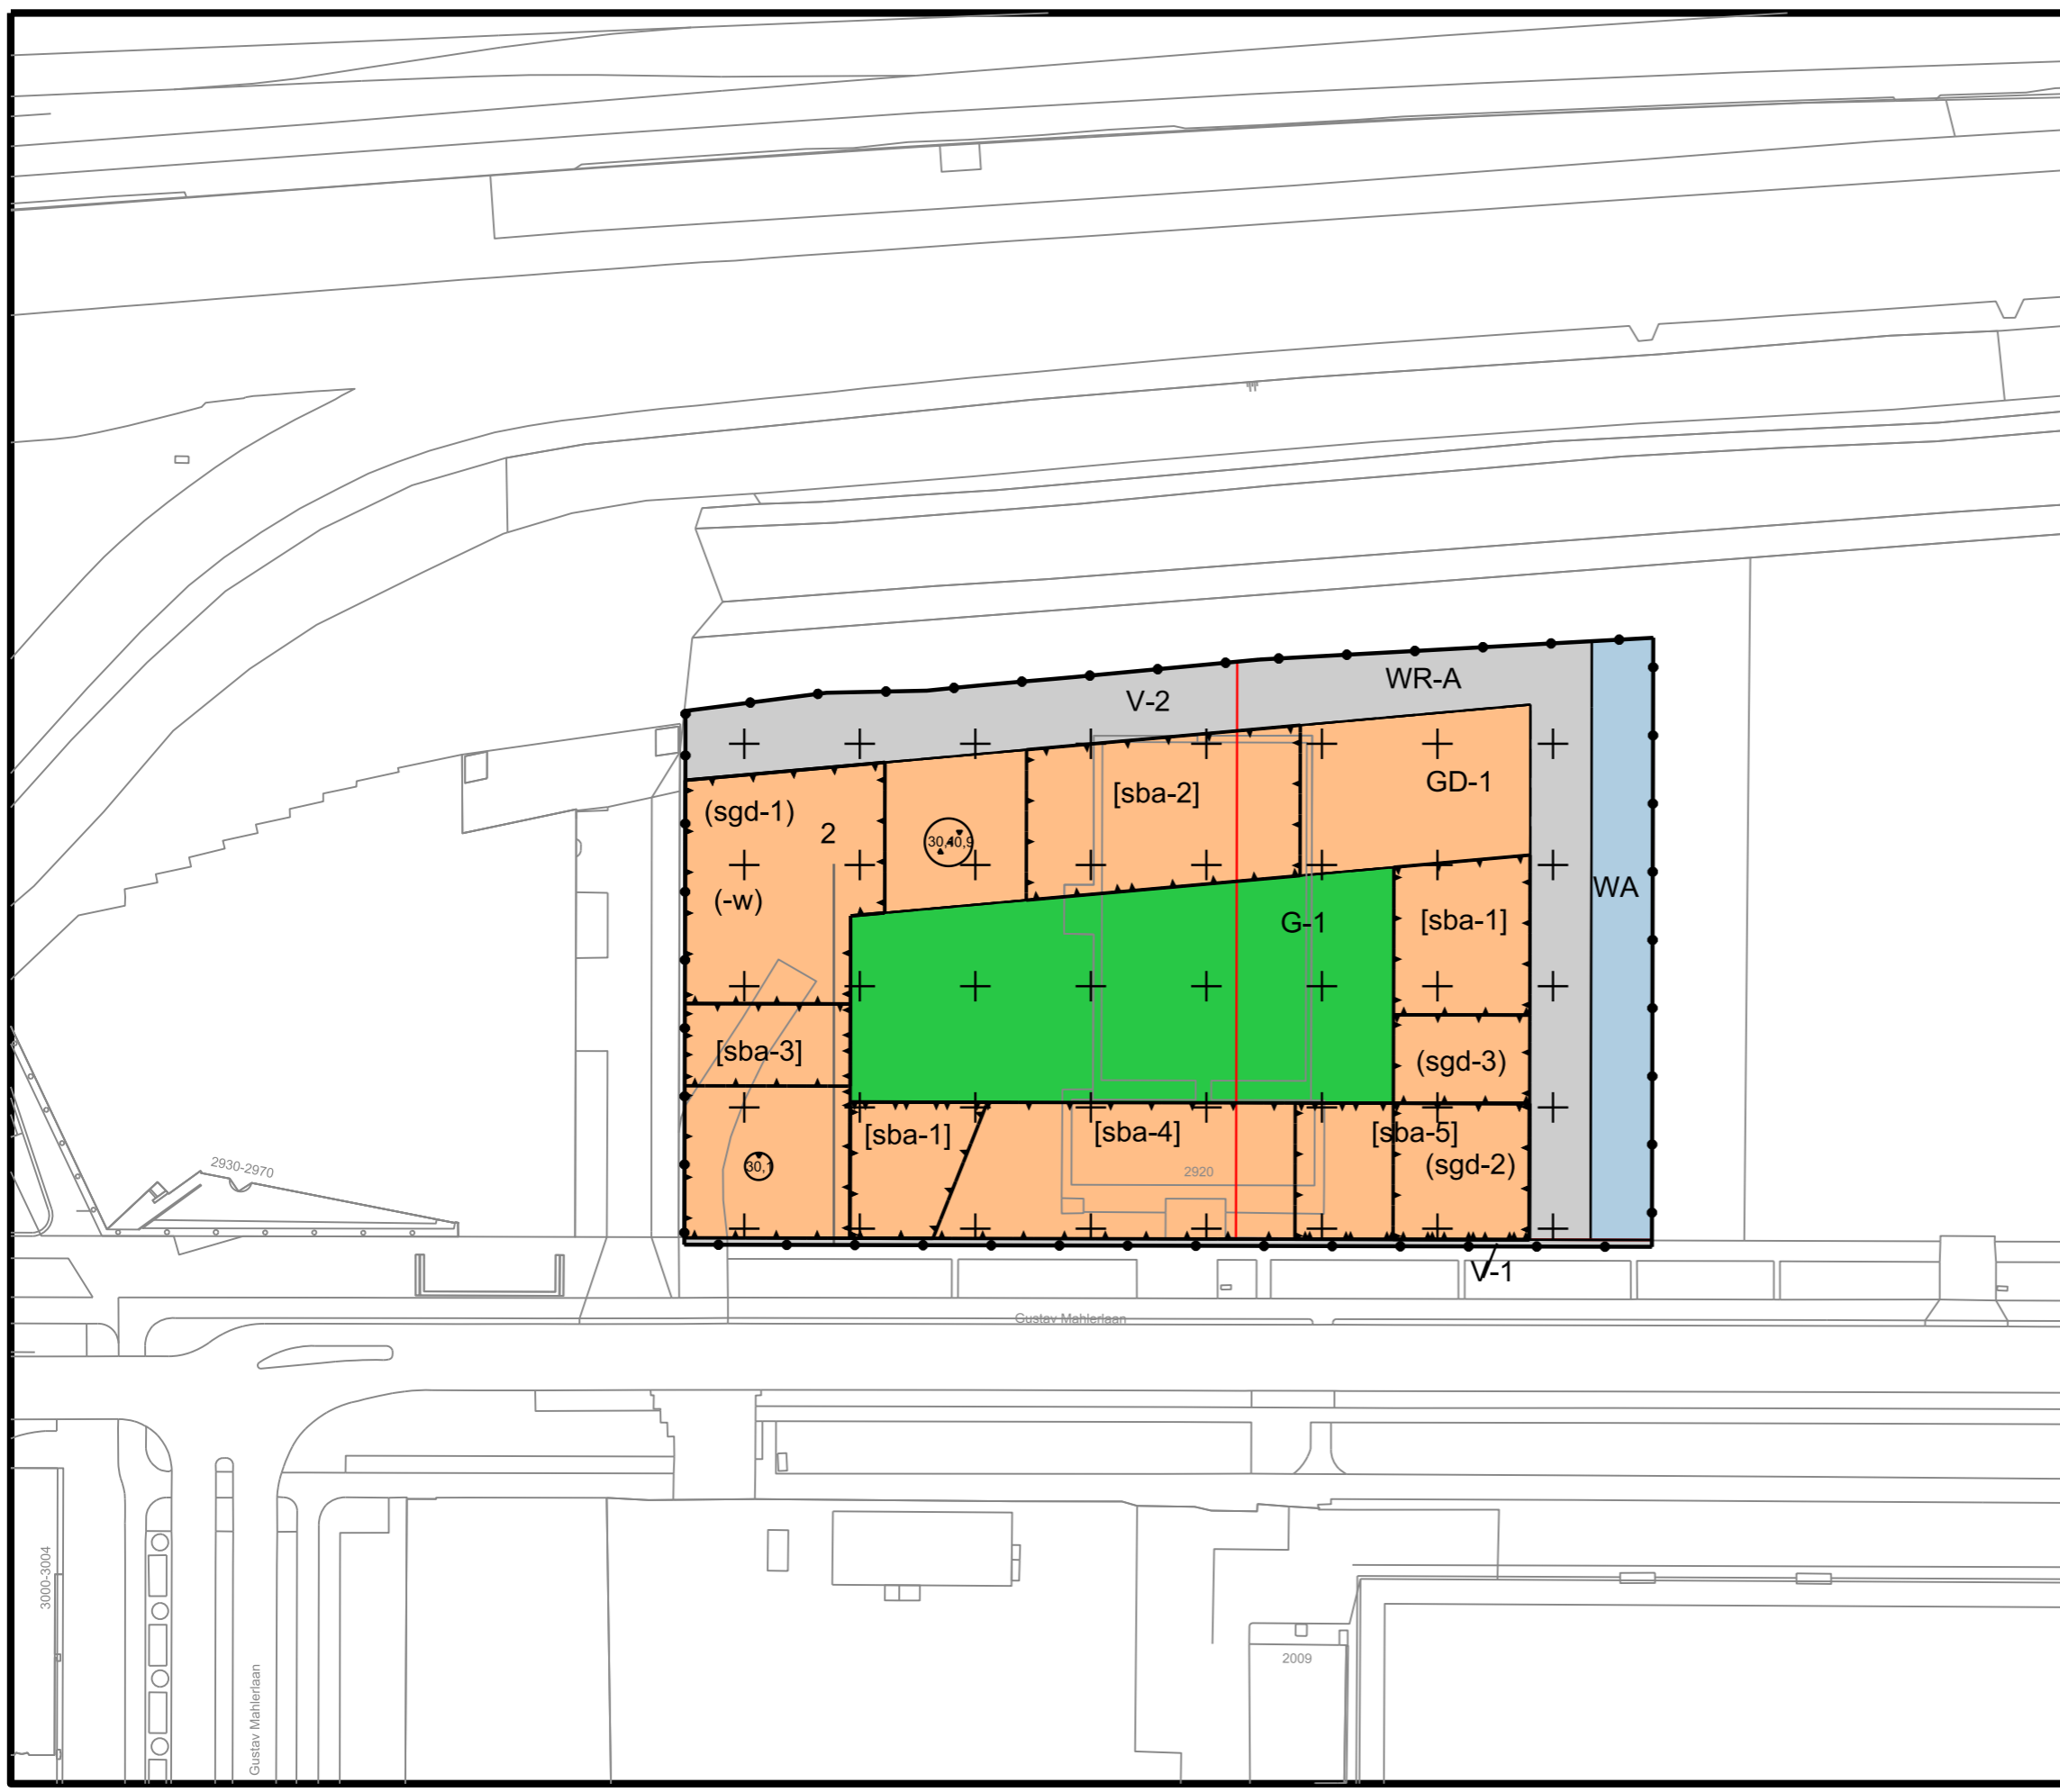 WR-A
V-2
GD-1
[sba-2]
(sgd-1)
2
WA
(-w)
G-1
[sba-1]
[sba-3]
(sgd-3)
[sba-1]
[sba-4]
[sba-5]
(sgd-2)
30,1
2920
2930-2970
V-1
Gustav Mahlerlaan
3000-3004
Gustav Mahlerlaan
2009